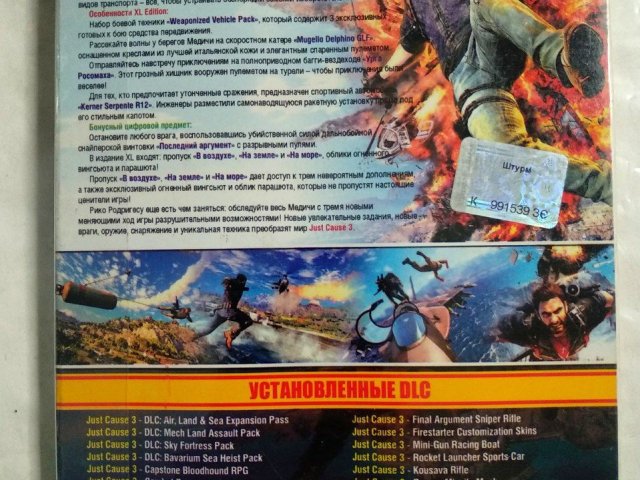 видов транспорта – все, чтобы устраивать
Особенности XL Edition:
Набор боевой техники «Weaponized Vehicle Pack», который содержит 3 эксклюзивных
готовых к бою средства передвижения.
Рассекайте волны у берегов Медичи на скоростном катере «Mugello Delphino GLF»,
оснащенном креслами из лучшей итальянской кожи и элегантным спаренным пулеметом.
Отправляйтесь навстречу приключениям на полноприводном багги-вездеходе «Урга
Росомаха». Этот грозный хищник вооружен пулеметом на турели – чтобы приключения были
веселее!
Для тех, кто предпочитает утонченные сражения, предназначен спортивный автомобиль
«Kerner Serpente R12». Инженеры разместили самонаводящуюся ракетную установку прямо под
его стильным капотом.
Бонусный цифровой предмет:
Остановите любого врага, воспользовавшись убийственной силой дальнобойной
снайперской винтовки «Последний аргумент» с разрывными пулями.
В издание XL входят: пропуск «В воздухе», «На земле» и «На море», облики огненного
вингсьюта и парашюта!
Пропуск «В воздухе», «На земле» и «На море» дает доступ к трем невероятным дополнениям,
а также эксклюзивный огненный вингсьют и облик парашюта, которые не пропустят настоящие
ценители игры!
Рико Родригесу еще есть чем заняться: обследуйте весь Медичи с тремя новыми
меняющими ход игры разрушительными возможностями! Новые увлекательные задания, новые
враги, оружие, снаряжение и уникальная техника преобразят мир Just Cause 3.
Штурм
К 991539 3Є
УСТАНОВЛЕННЫЕ DLC
Just Cause 3 - DLC: Air, Land & Sea Expansion Pass
Just Cause 3 - DLC: Mech Land Assault Pack
Just Cause 3 - DLC: Sky Fortress Pack
Just Cause 3 - DLC: Bavarium Sea Heist Pack
Just Cause 3 - Capstone Bloodhound RPG
Just Cause 3 - Final Argument Sniper Rifle
Just Cause 3 - Firestarter Customization Skins
Just Cause 3 - Mini-Gun Racing Boat
Just Cause 3 - Rocket Launcher Sports Car
Just Cause 3 - Kousava Rifle